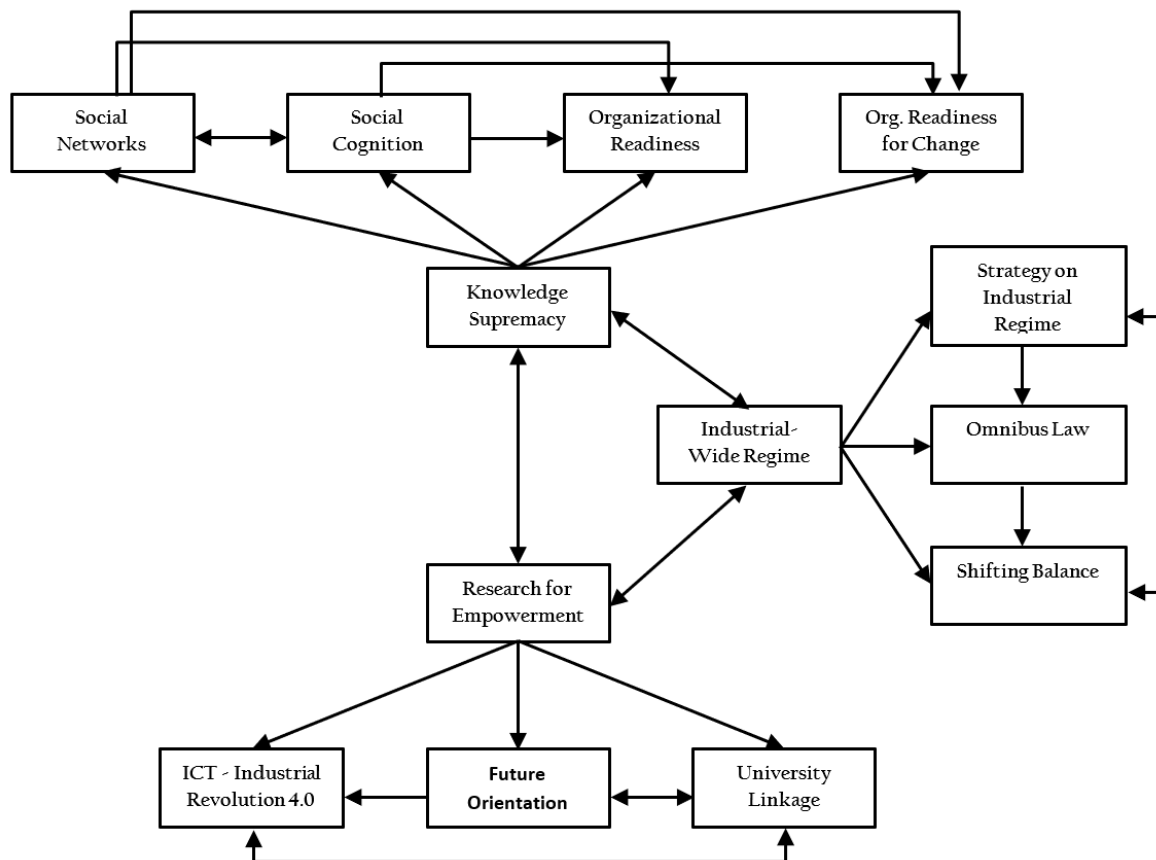 Social
Networks
Social
Cognition
Organizational
Readiness
Org. Readiness
for Change
Knowledge
Supremacy
Strategy on
Industrial
Regime
Industrial-
Wide Regime
Omnibus Law
Shifting Balance
Research for
Empowerment
ICT - Industrial
Revolution 4.0
Future
Orientation
University
Linkage